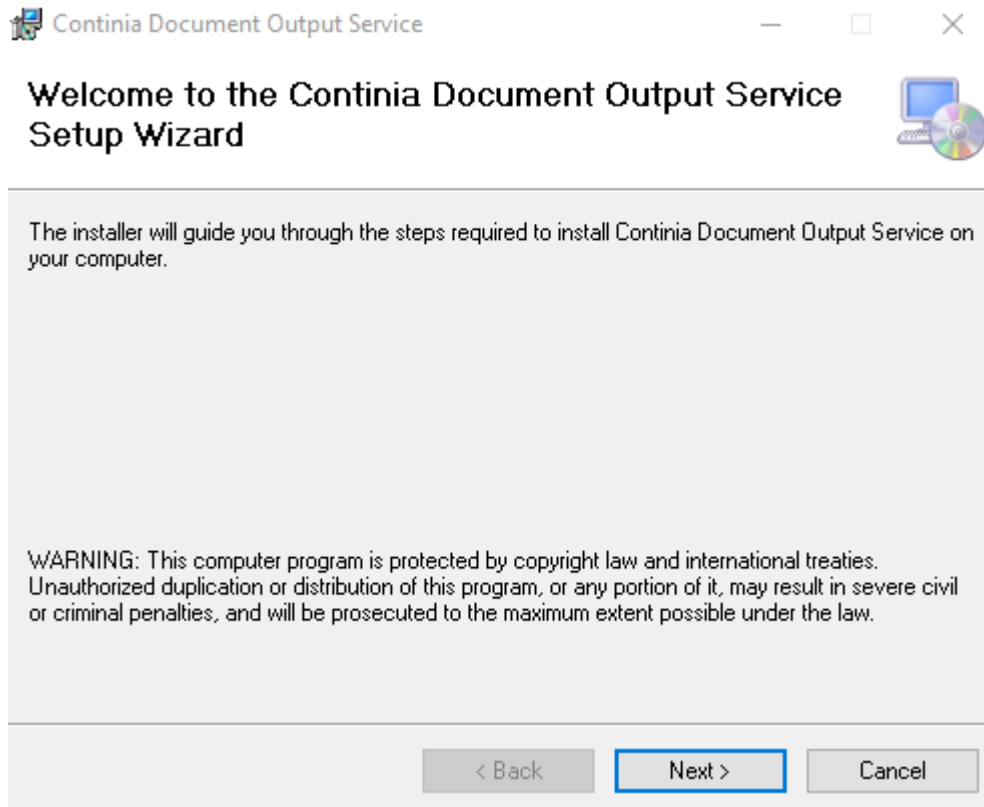 Continia Document Output Service
Welcome to the Continia Document Output Service
Setup Wizard
The installer will guide you through the steps required to install Continia Document Output Service on
your computer.
WARNING: This computer program is protected by copyright law and international treaties.
Unauthorized duplication or distribution of this program, or any portion of it, may result in severe civil
or criminal penalties, and will be prosecuted to the maximum extent possible under the law.
< Back
Next >
Cancel